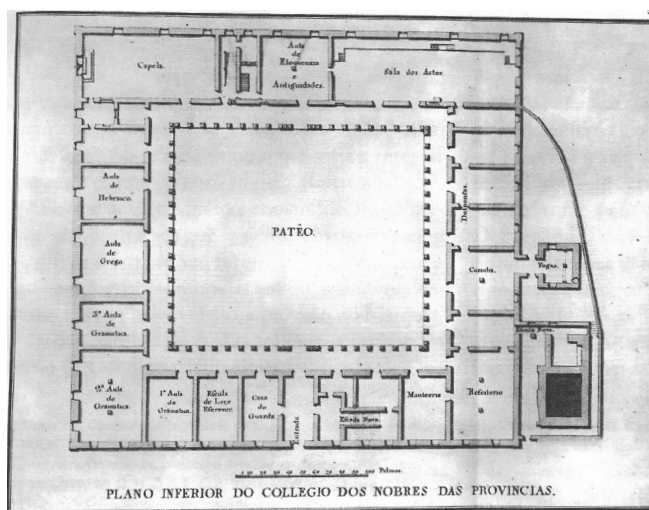 Capela.
Aula
de
Eloquencia
e
Antiguidades.
Sala dos Actos.
Aula
de
Hebraico.
Aula
de
Grego.
3ª Aula
de
Gramatica.
2ª Aula
de
Gramatica.
1ª Aula
de
Gramatica.
Escola
de Ler, e
Escrever.
Casa
do
Guarda
Entrada.
Escada Nova.
Manteeria
Refeitorio
Cosinha.
Fogão.
Escada Nova.
PATÊO.
100 Palmos.
PLANO INFERIOR DO COLLEGIO DOS NOBRES DAS PROVINCIAS.